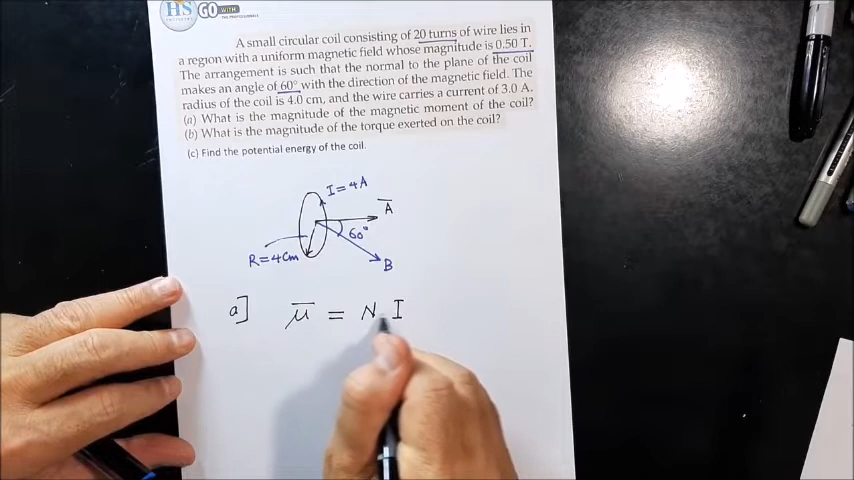 HS
GO WITH
THE PROFESSIONALS
A small circular coil consisting of 20 turns of wire lies in
a region with a uniform magnetic field whose magnitude is 0.50 T.
The arrangement is such that the normal to the plane of the coil
makes an angle of 60° with the direction of the magnetic field. The
radius of the coil is 4.0 cm, and the wire carries a current of 3.0 A.
(a) What is the magnitude of the magnetic moment of the coil?
(b) What is the magnitude of the torque exerted on the coil?
(c) Find the potential energy of the coil.
I = 4A
A
60°
R = 4Cm
B
a] μ = N I